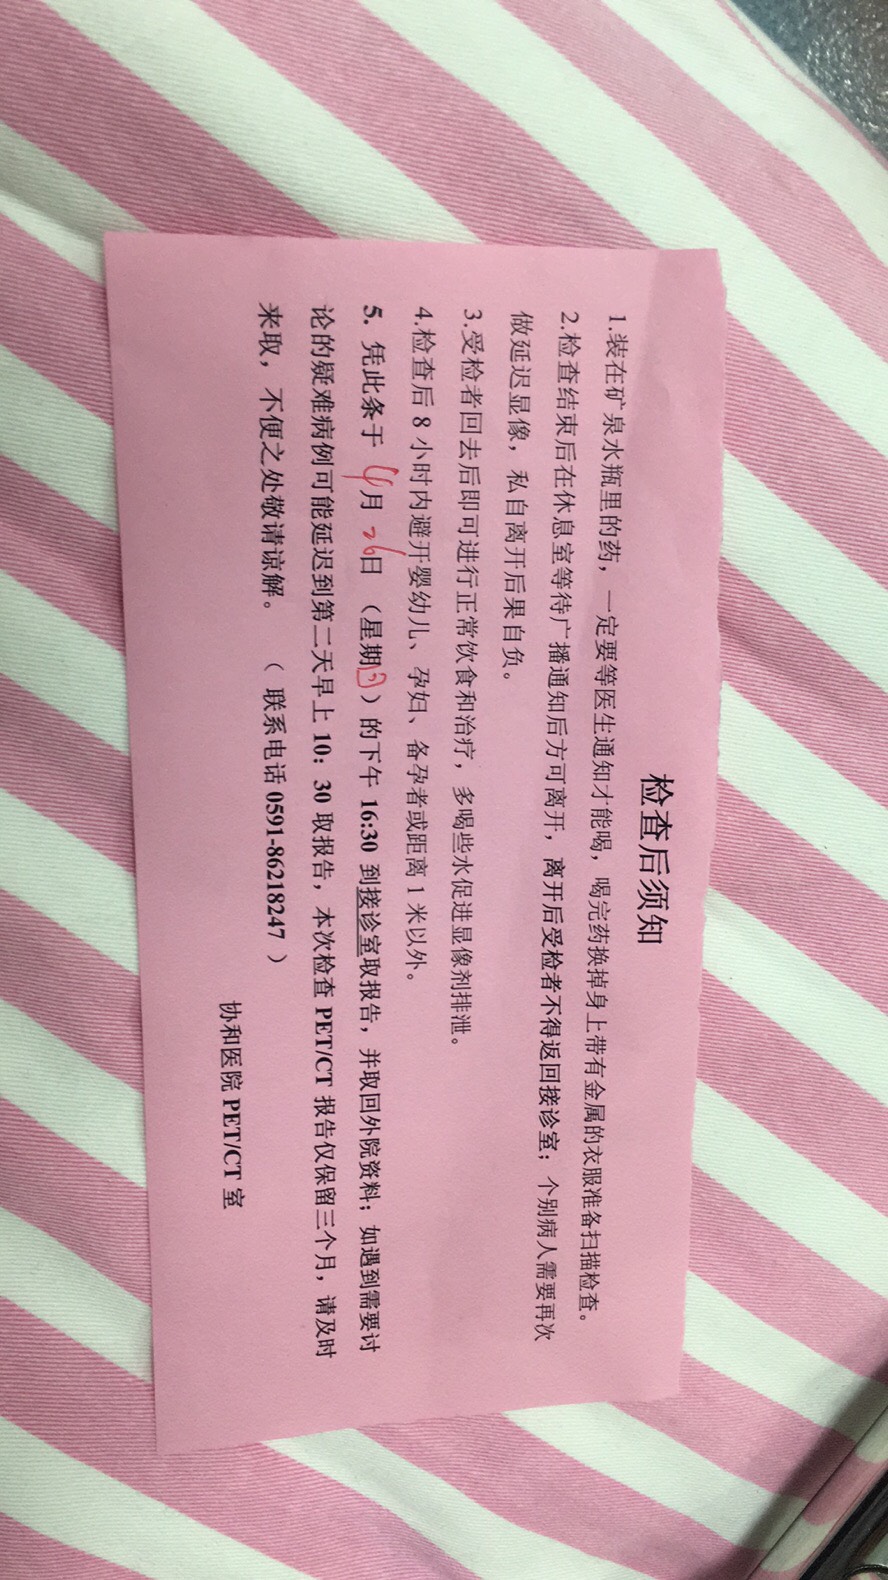 检查后须知
1.装在矿泉水瓶里的药，一定要等医生通知才能喝，喝完药换掉身上带有金属的衣服准备扫描检查。
2.检查结束后在休息室等待广播通知后方可离开，离开后受检者不得返回接诊室；个别病人需要再次
做延迟显像，私自离开后果自负。
3.受检者回去后即可进行正常饮食和治疗，多喝些水促进显像剂排泄。
4.检查后 8 小时内避开婴幼儿、孕妇、备孕者或距离 1 米以外。
5. 凭此条于 4月 26日（星期四）的下午 16:30 到接诊室取报告，并取回外院资料；如遇到需要讨
论的疑难病例可能延迟到第二天早上 10：30 取报告，本次检查 PET/CT 报告仅保留三个月，请及时
来取，不便之处敬请谅解。（ 联系电话 0591-86218247 ）
协和医院 PET/CT 室